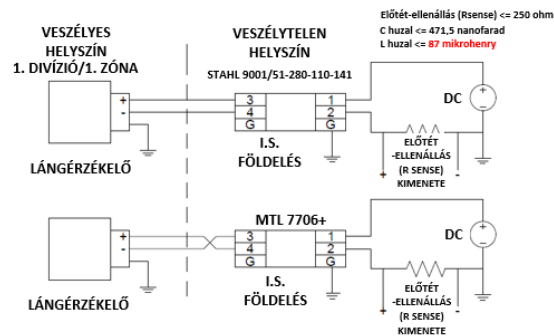 Előtét-ellenállás (Rsense) <= 250 ohm
C huzal <= 471,5 nanofarad
L huzal <= 87 mikrohenry
VESZÉLYES
HELYSZÍN
1. DIVÍZIÓ/1. ZÓNA
VESZÉLYTELEN
HELYSZÍN
STAHL 9001/51-280-110-141
+
-
3
4
G
1
2
DC
+
-
LÁNGÉRZÉKELŐ
I.S.
FÖLDELÉS
ELŐTÉT
-ELLENÁLLÁS
(R SENSE)
KIMENETE
+
-
MTL 7706+
+
-
3
4
G
1
2
DC
+
-
LÁNGÉRZÉKELŐ
I.S.
FÖLDELÉS
ELŐTÉT
-ELLENÁLLÁS
(R SENSE)
KIMENETE
+
-